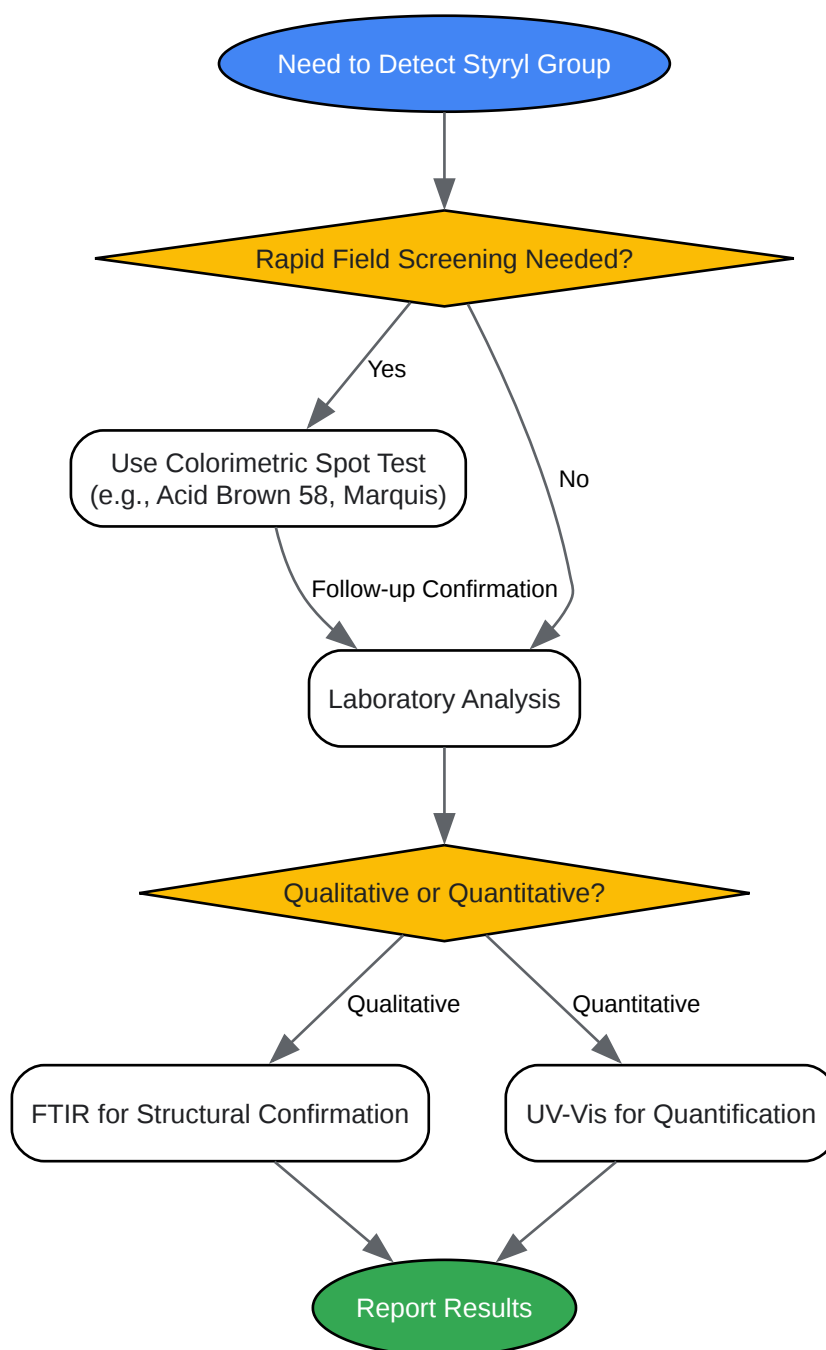 Need to Detect Styryl Group
Rapid Field Screening Needed?
Yes
Use Colorimetric Spot Test
(e.g., Acid Brown 58, Marquis)
No
Follow-up Confirmation
Laboratory Analysis
Qualitative or Quantitative?
Qualitative
Quantitative
FTIR for Structural Confirmation
UV-Vis for Quantification
Report Results